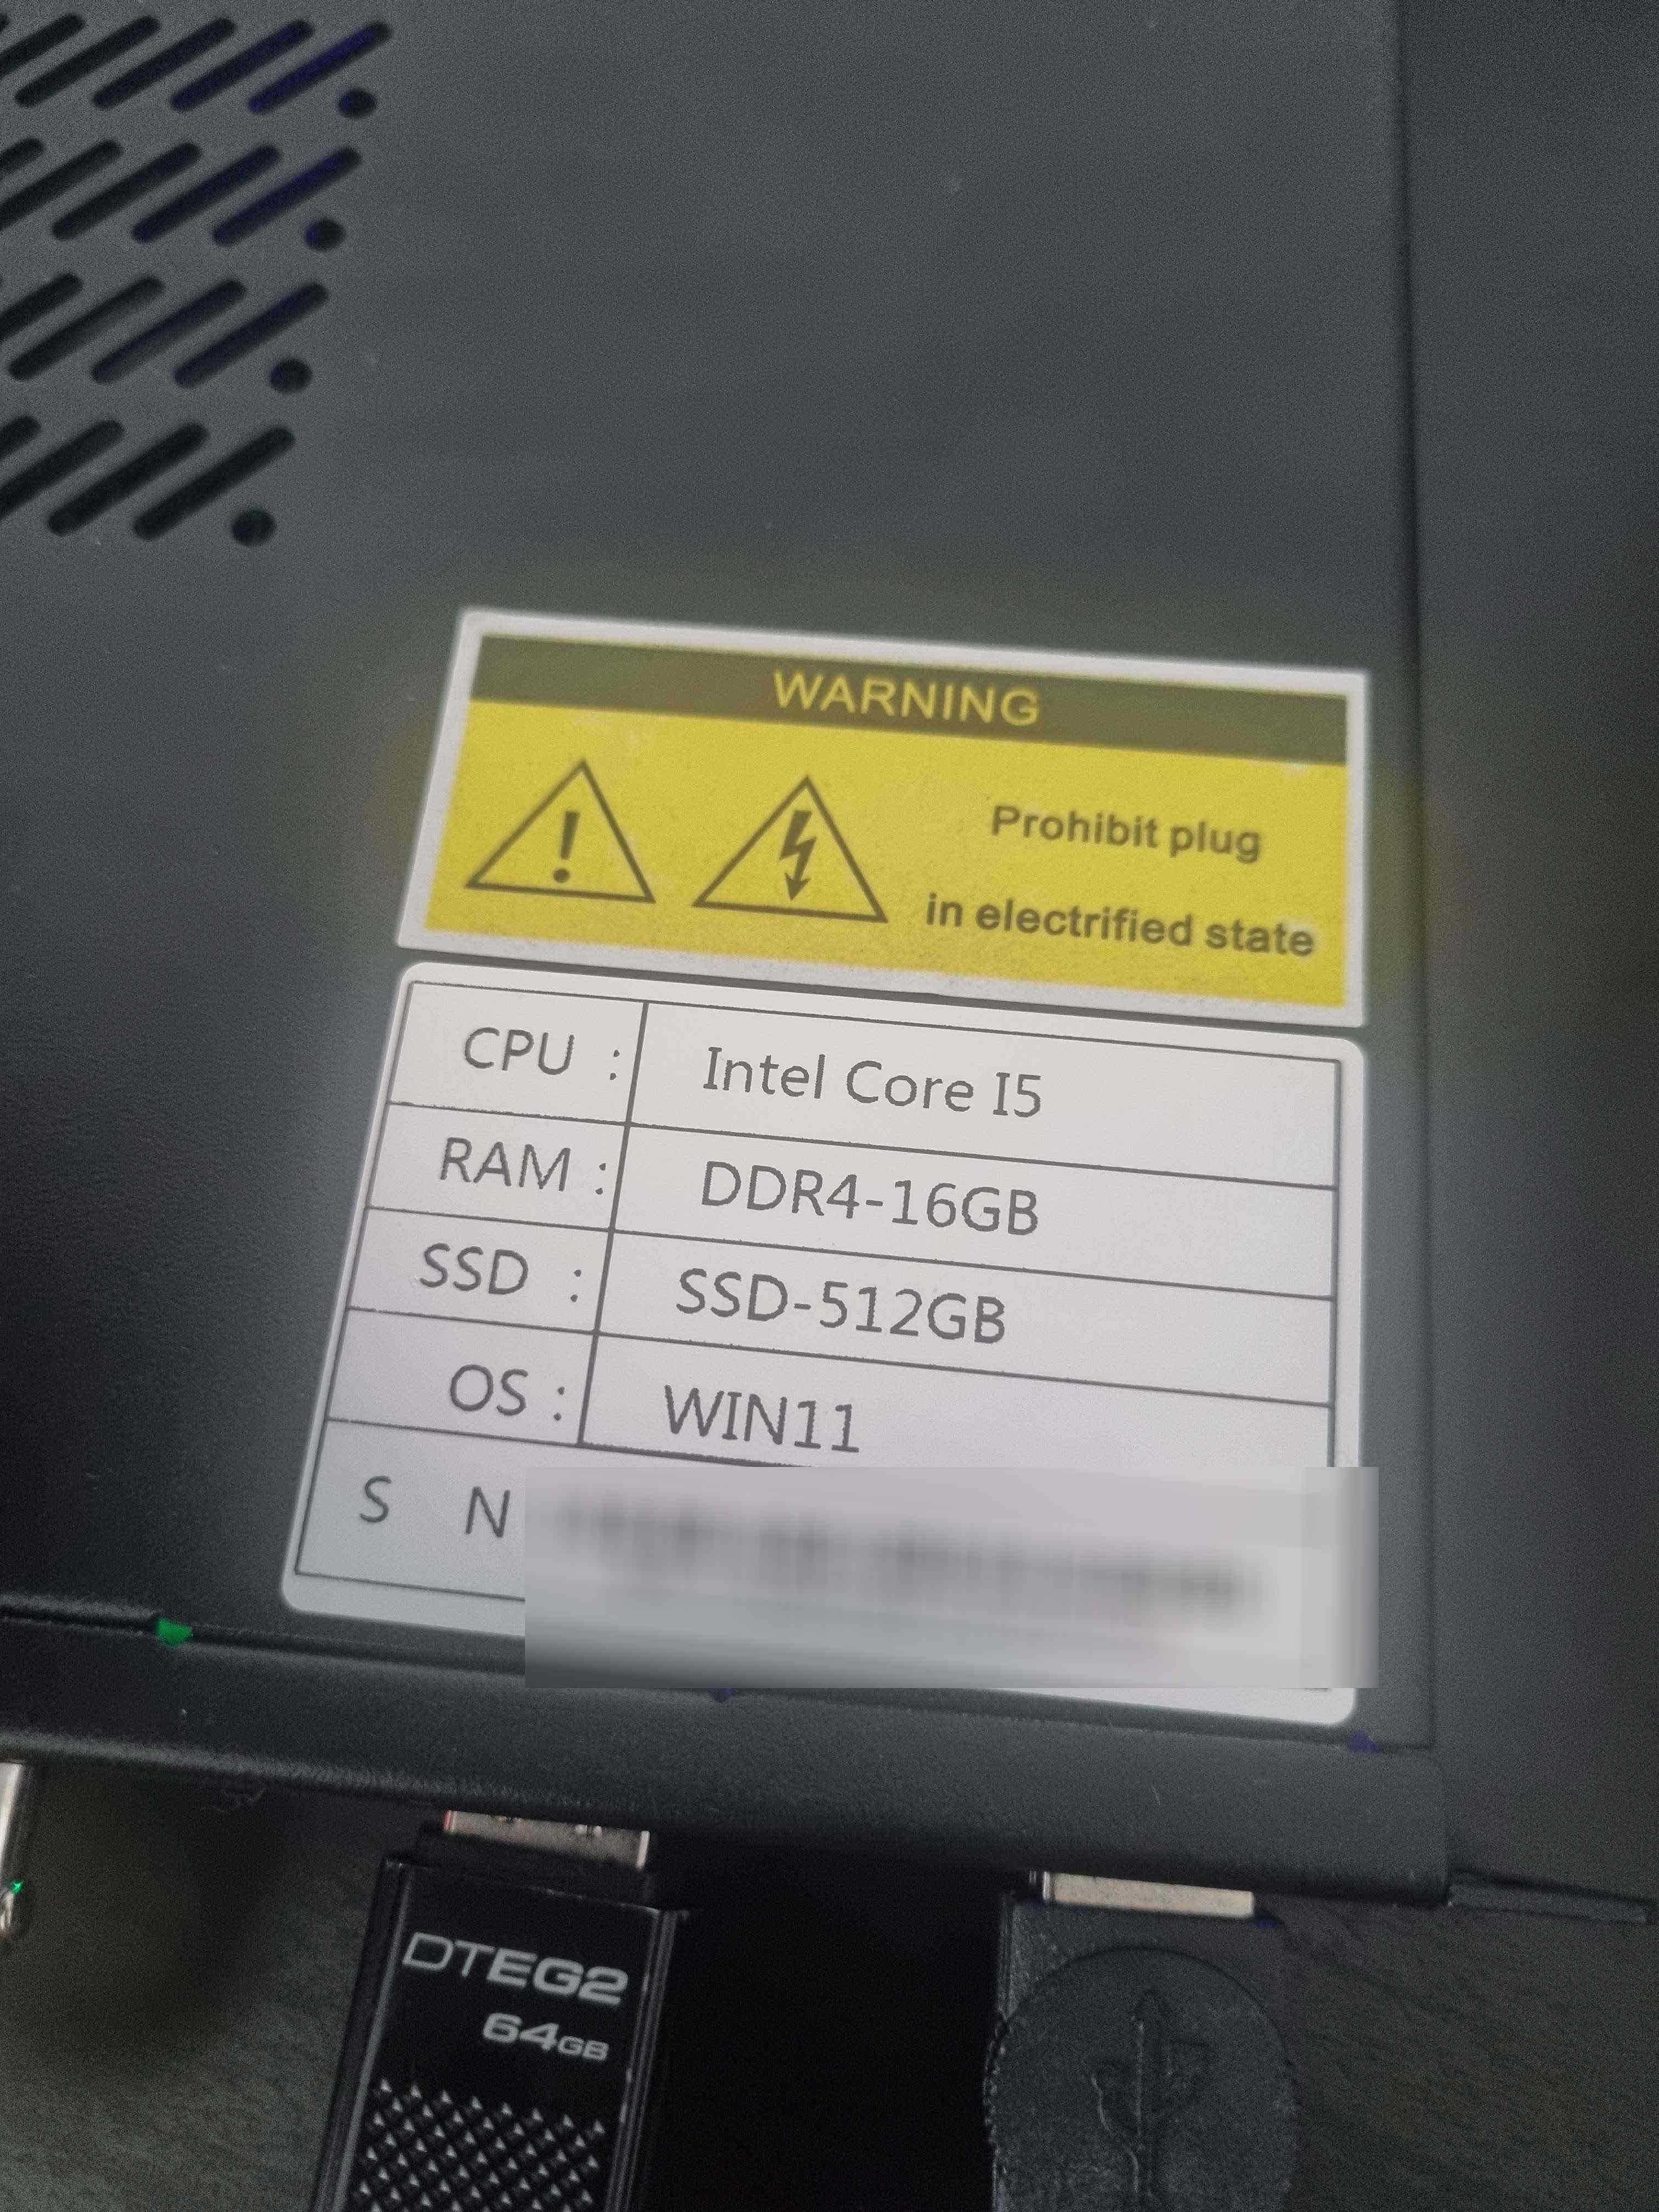 WARNING
Prohibit plug
in electrified state
CPU : Intel Core I5
RAM : DDR4-16GB
SSD : SSD-512GB
OS : WIN11
S N
DTEG2
64GB